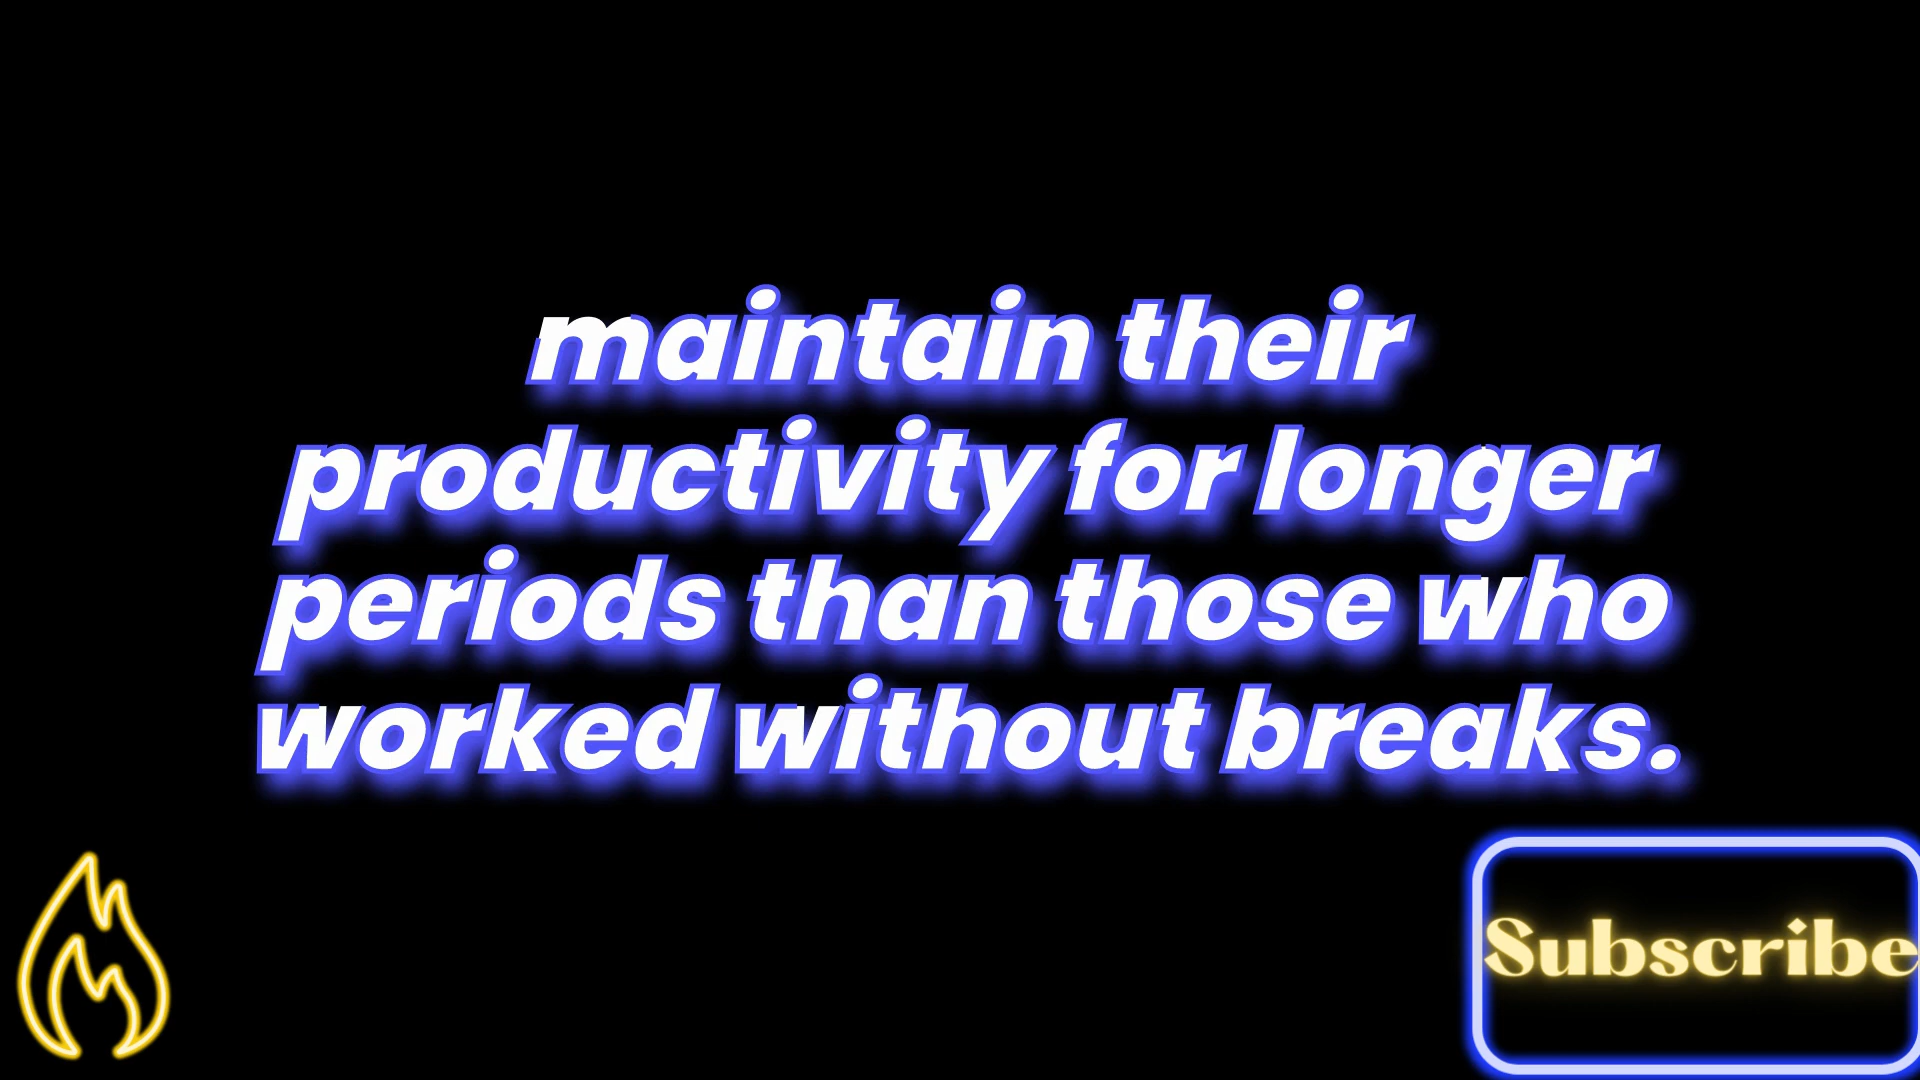 maintain their
productivity for longer
periods than those who
worked without breaks.
Subscribe